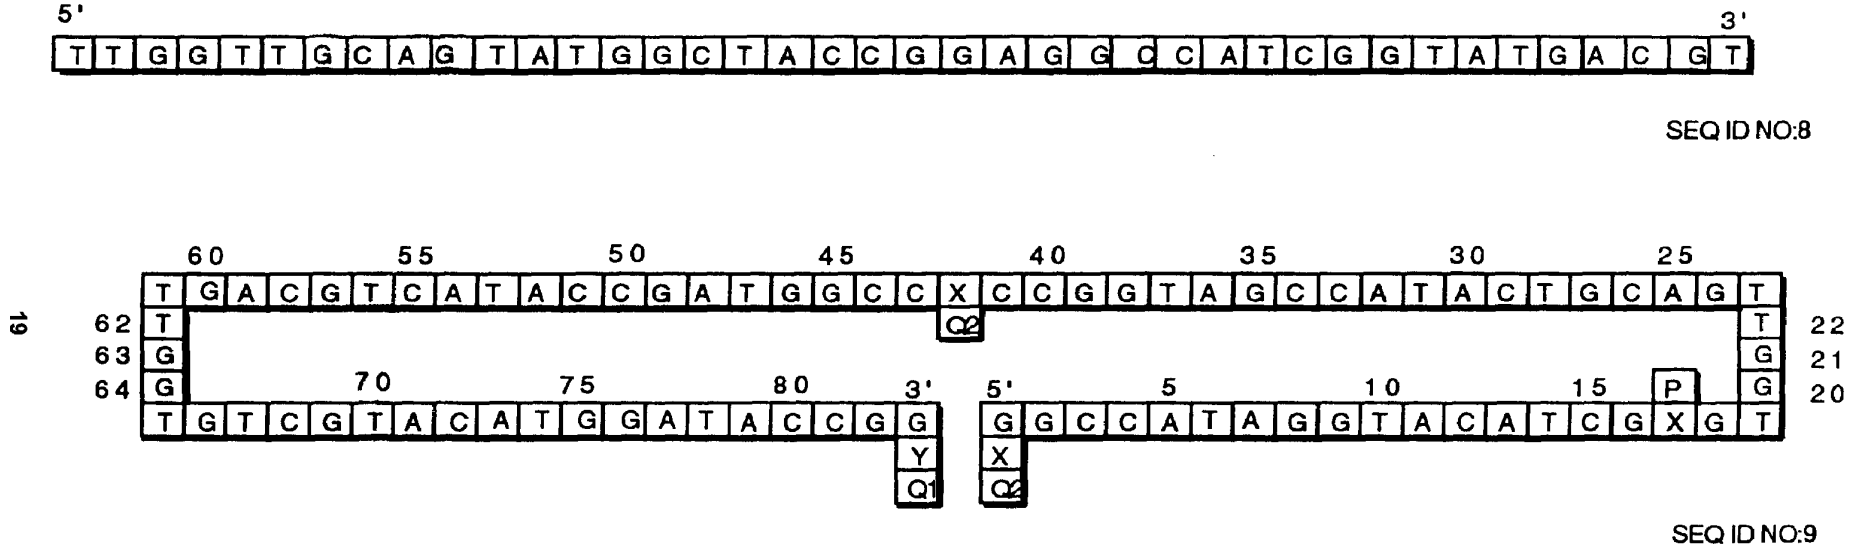 5' 3'
T T G G T T G C A G T A T G G C T A C C G G A G G C C A T C G G T A T G A C G T
SEQ ID NO:8
60 55 50 45 40 35 30 25
T G A C G T C A T A C C G A T G G C C X C C G G T A G C C A T A C T G C A G T
62 T Q2 T 22
63 G G 21
64 G 70 75 80 3' 5' 5 10 15 P G 20
T G T C G T A C A T G G A T A C C G G G G C C A T A G G T A C A T C G X G T
Y X
Q1 Q2
SEQ ID NO:9
19